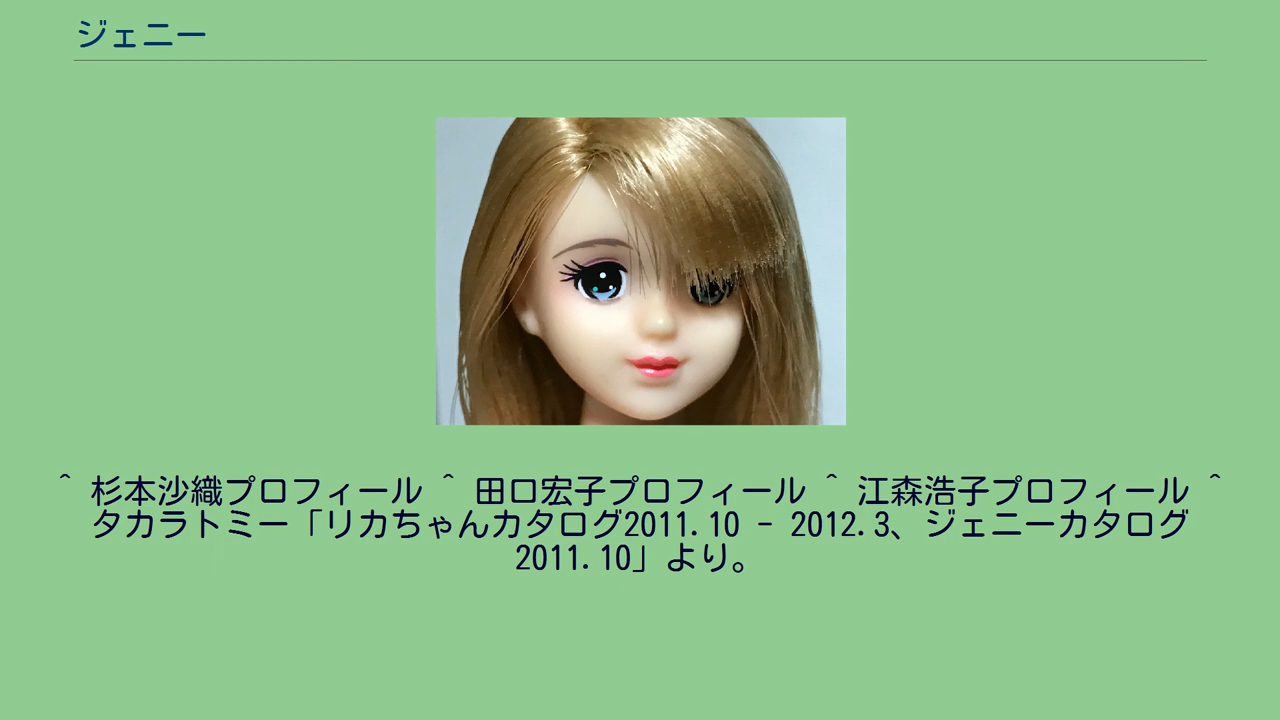 ジェニー
^ 杉本沙織プロフィール ^ 田口宏子プロフィール ^ 江森浩子プロフィール ^
タカラトミー「リカちゃんカタログ2011.10 - 2012.3、ジェニーカタログ
2011.10」より。